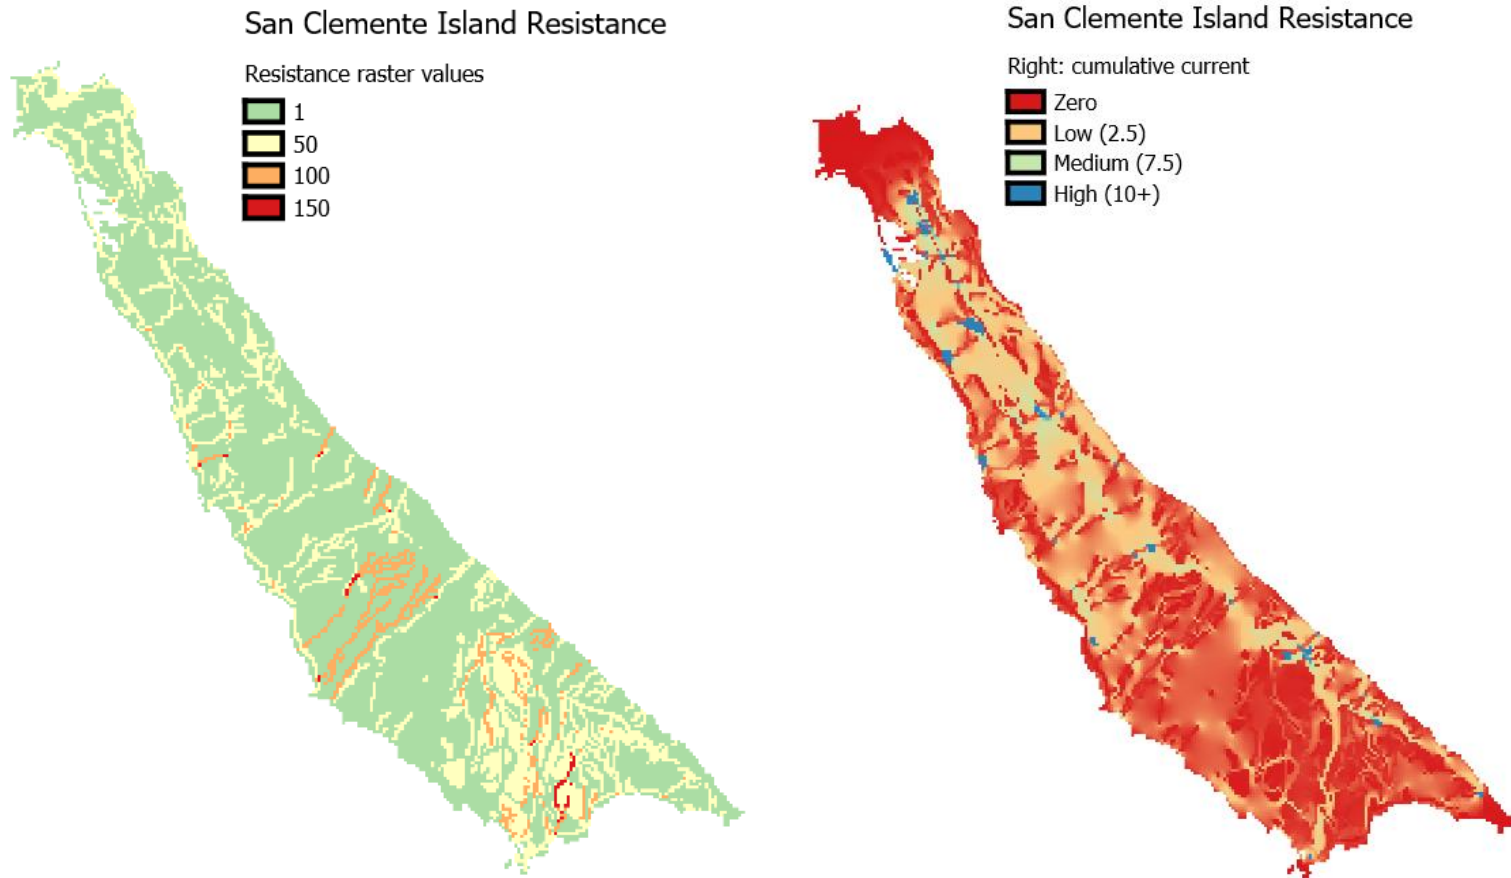 San Clemente Island Resistance
Resistance raster values
1
50
100
150
San Clemente Island Resistance
Right: cumulative current
Zero
Low (2.5)
Medium (7.5)
High (10+)